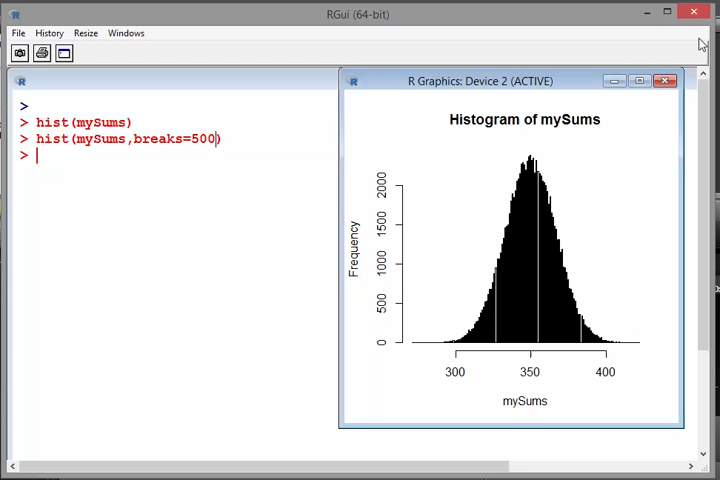 RGui (64-bit)
File History Resize Windows
R Graphics: Device 2 (ACTIVE)
>
> hist(mySums)
> hist(mySums,breaks=500)
>
Histogram of mySums
Frequency
2000
1500
1000
500
0
300 350 400
mySums